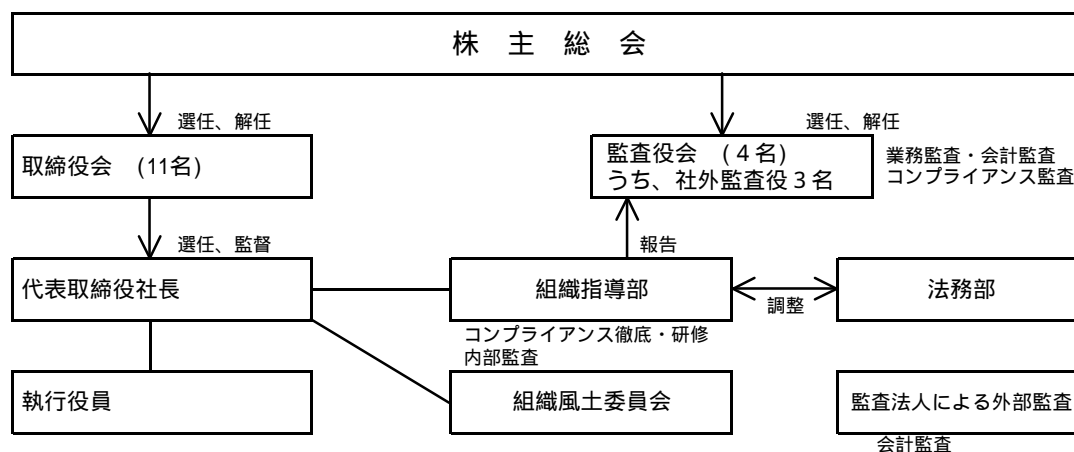 株　主　総　会
選任、解任
選任、解任
取締役会　(11名)
監査役会　(４名)
うち、社外監査役３名
業務監査・会計監査
コンプライアンス監査
選任、監督
報告
代表取締役社長
組織指導部
調整
法務部
コンプライアンス徹底・研修
内部監査
執行役員
組織風土委員会
監査法人による外部監査
会計監査